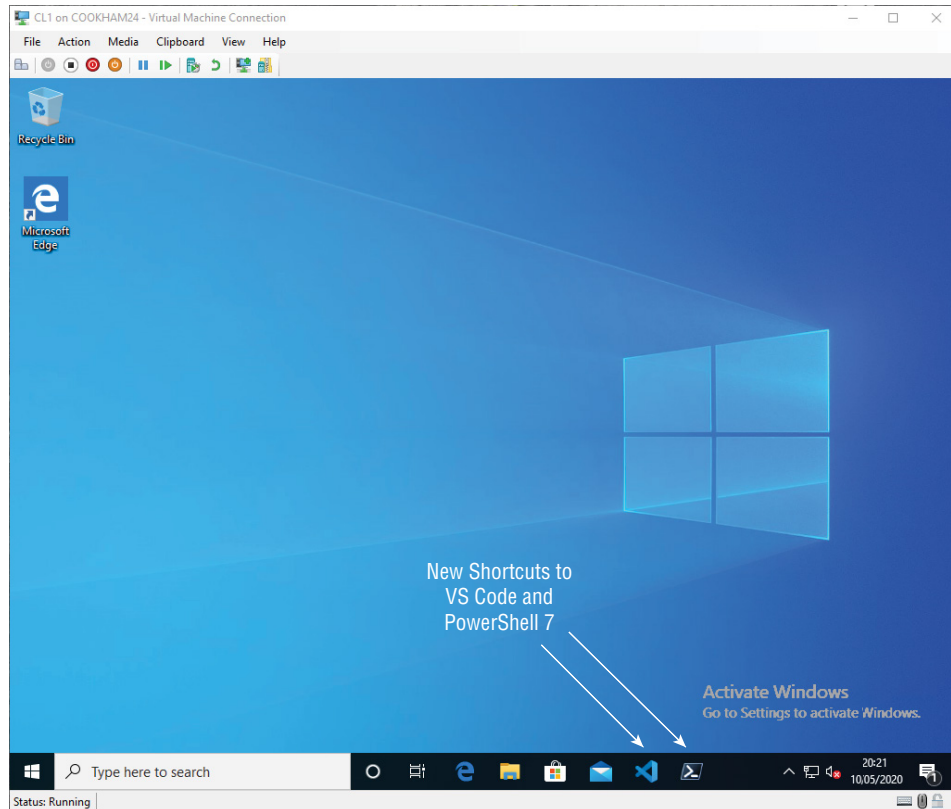 CL1 on COOKHAM24 - Virtual Machine Connection
File Action Media Clipboard View Help
Recycle Bin
Microsoft
Edge
New Shortcuts to
VS Code and
PowerShell 7
Activate Windows
Go to Settings to activate Windows.
Type here to search
20:21
10/05/2020
1
Status: Running